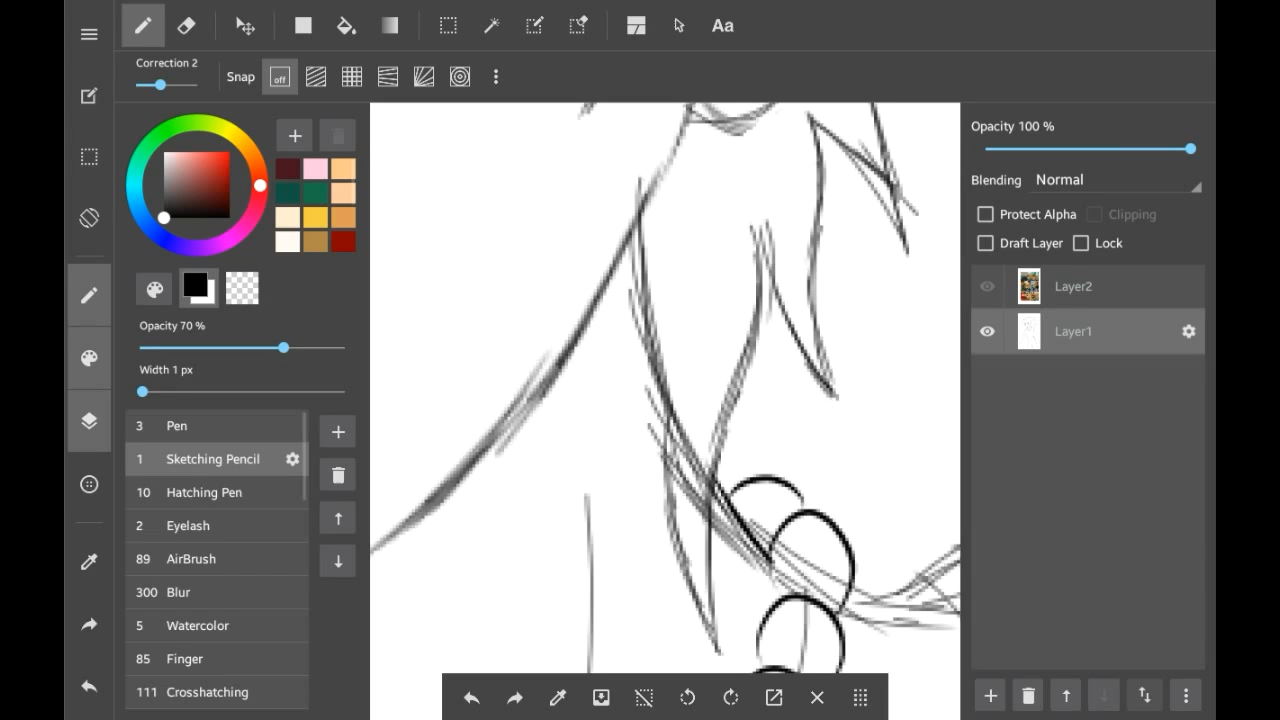 Aa
Correction 2
Snap
off
Opacity 100 %
Blending Normal
Protect Alpha Clipping
Draft Layer Lock
Layer2
Layer1
Opacity 70 %
Width 1 px
3 Pen
1 Sketching Pencil
10 Hatching Pen
2 Eyelash
89 AirBrush
300 Blur
5 Watercolor
85 Finger
111 Crosshatching